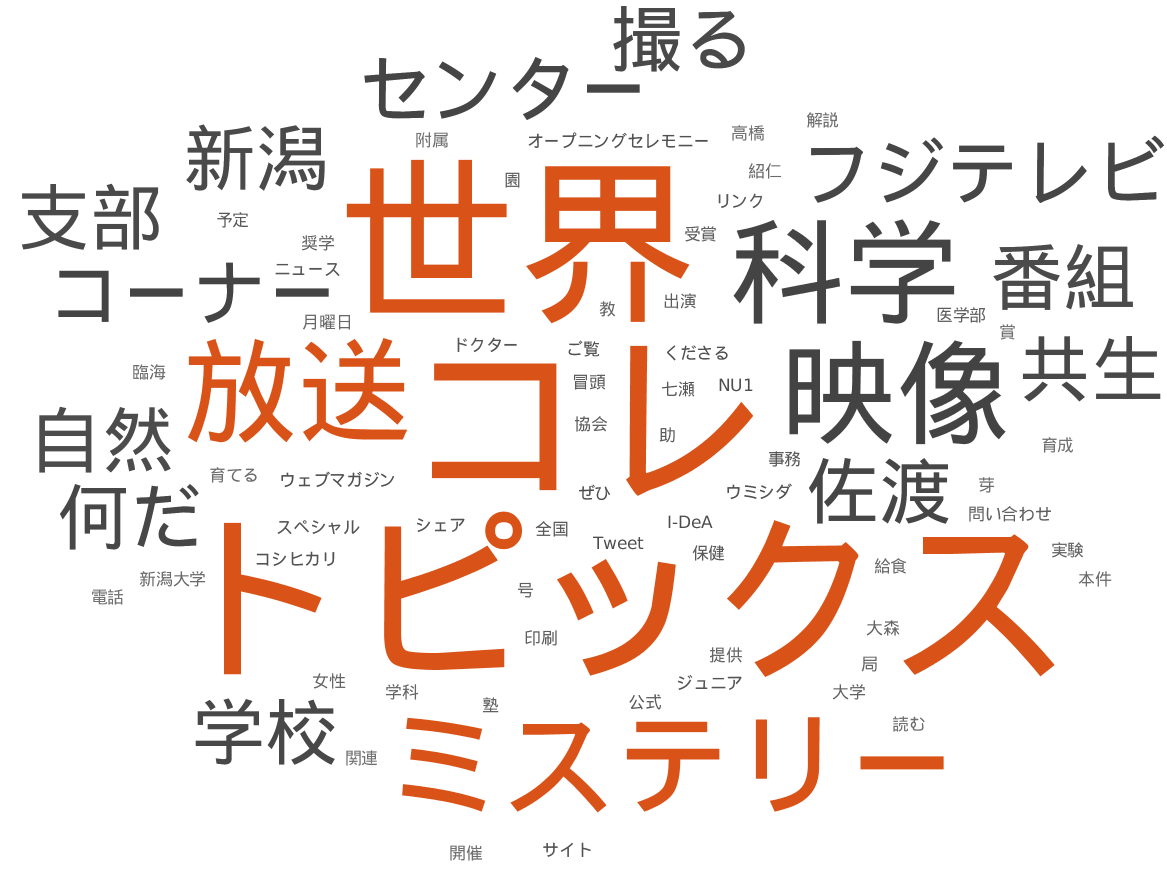 撮る
センター
オープニングセレモニー
高橋
解説
附属
新潟
フジテレビ
世界
園
紹仁
支部
リンク
予定
受賞
科学
奨学
ニュース
コーナー
番組
教
出演
医学部
月曜日
賞
放送
ドクター
ご覧
くださる
映像
共生
臨海
コレ
冒頭
七瀬
NU1
自然
協会
助
育成
育てる
ウェブマガジン
事務
何だ
ぜひ
ウミシダ
佐渡
芽
スペシャル
シェア
全国
I-DeA
問い合わせ
コシヒカリ
Tweet
保健
実験
新潟大学
電話
トピックス
号
給食
本件
印刷
大森
提供
局
女性
学科
ジュニア
大学
学校
塾
公式
読む
関連
ミステリー
開催
サイト